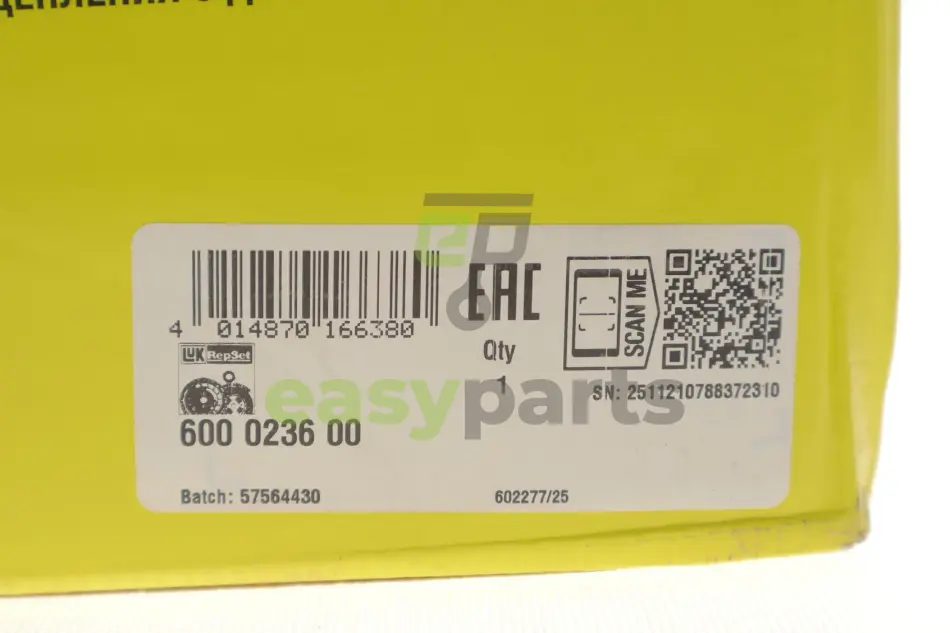 4 014870 166380
EAC
SCAN ME
LUK RepSet
Qty
1
SN: 2511210788372310
easyparts
600 0236 00
Batch: 57564430
602277/25